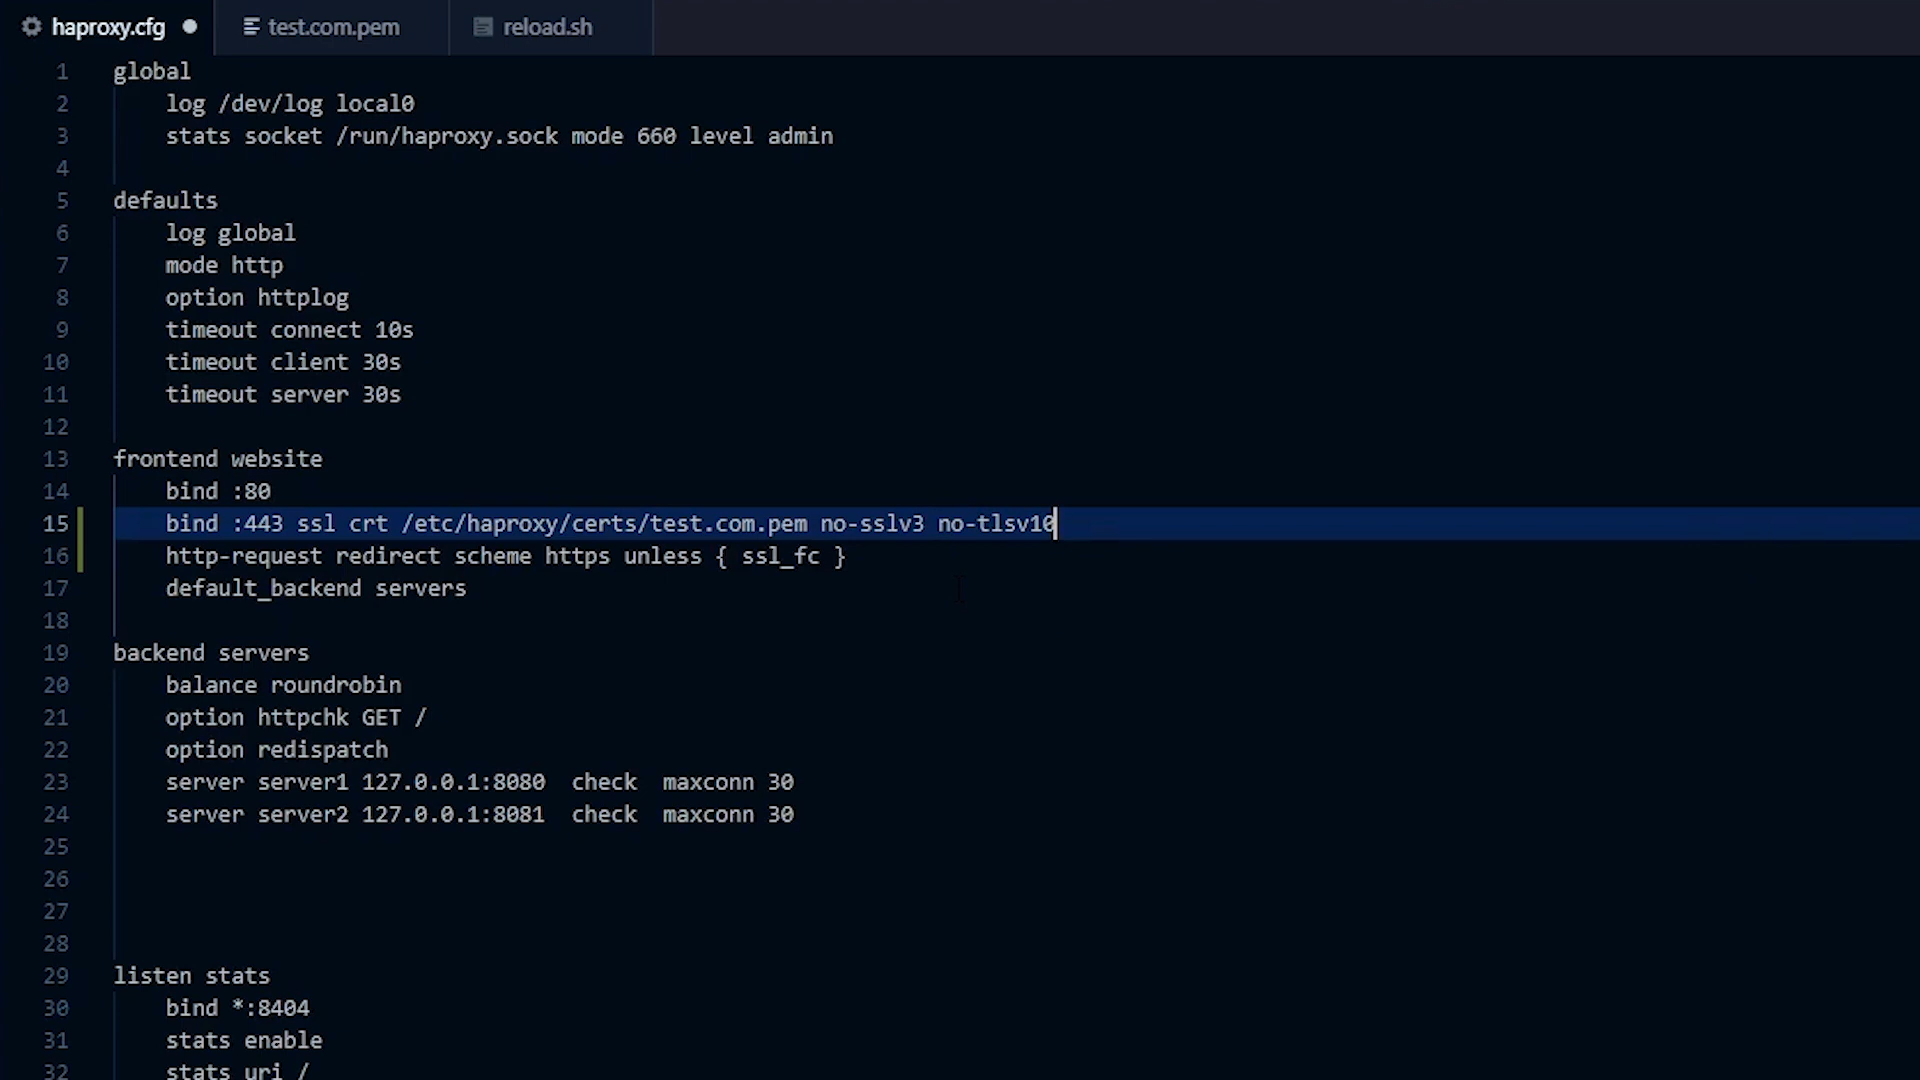 haproxy.cfg test.com.pem reload.sh
1 global
2 log /dev/log local0
3 stats socket /run/haproxy.sock mode 660 level admin
4
5 defaults
6 log global
7 mode http
8 option httplog
9 timeout connect 10s
10 timeout client 30s
11 timeout server 30s
12
13 frontend website
14 bind :80
15 bind :443 ssl crt /etc/haproxy/certs/test.com.pem no-sslv3 no-tlsv10
16 http-request redirect scheme https unless { ssl_fc }
17 default_backend servers
18
19 backend servers
20 balance roundrobin
21 option httpchk GET /
22 option redispatch
23 server server1 127.0.0.1:8080  check  maxconn 30
24 server server2 127.0.0.1:8081  check  maxconn 30
25
26
27
28
29 listen stats
30 bind *:8404
31 stats enable
32 stats uri /